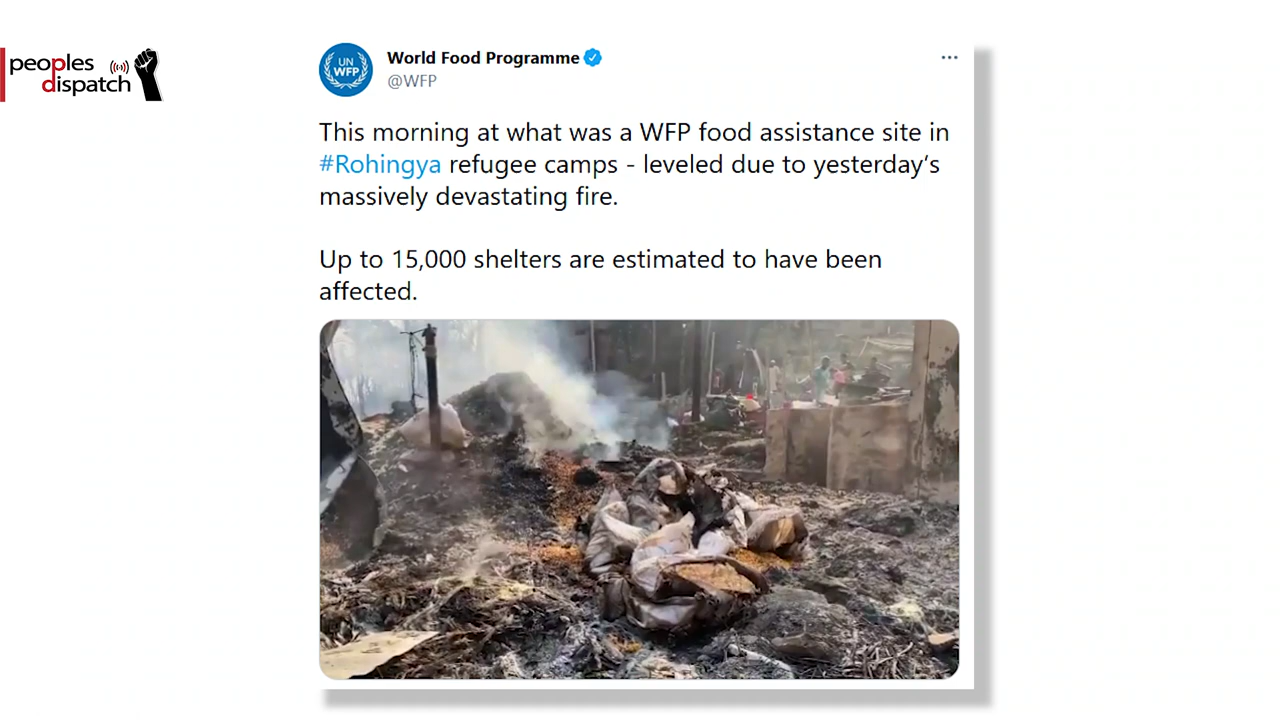 peoples
dispatch
UN
WFP
World Food Programme
@WFP
This morning at what was a WFP food assistance site in
#Rohingya refugee camps - leveled due to yesterday's
massively devastating fire.
Up to 15,000 shelters are estimated to have been
affected.